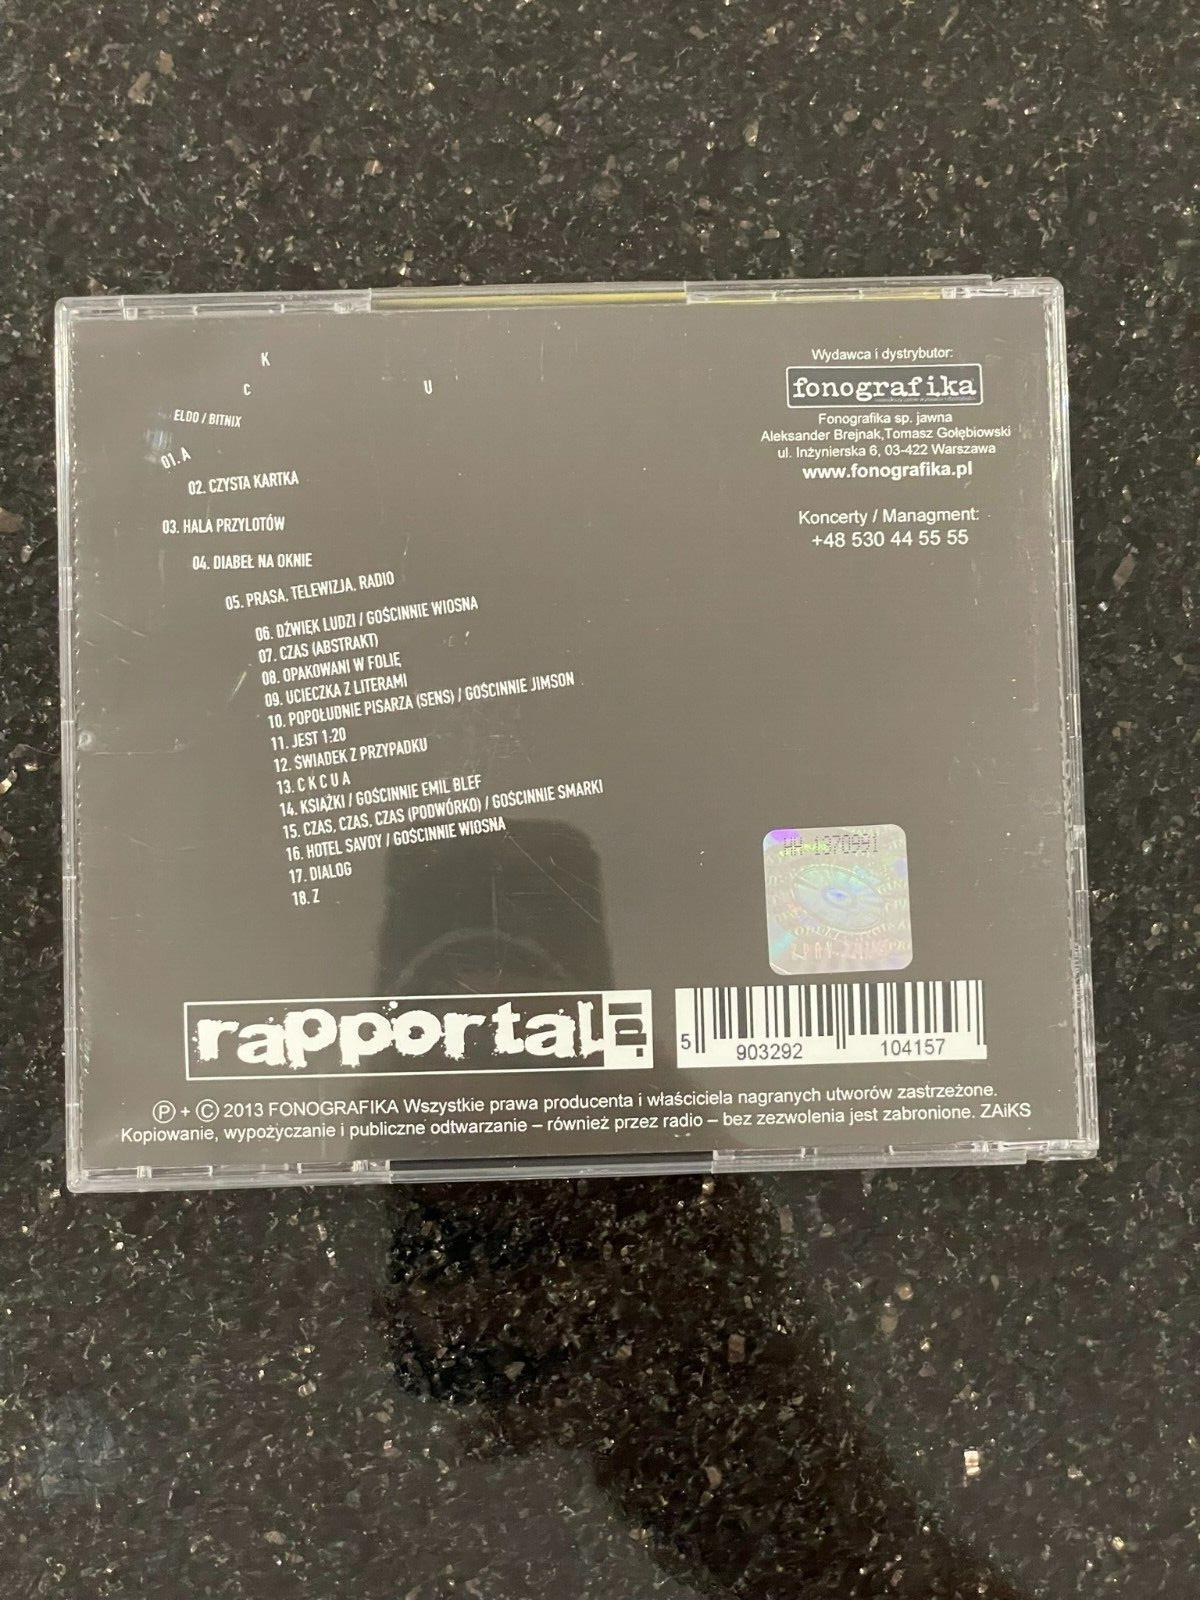 K
C U
ELDO / BITNIX
01. A
02. CZYSTA KARTKA
03. HALA PRZYLOTÓW
04. DIABEŁ NA OKNIE
05. PRASA, TELEWIZJA, RADIO
06. DŹWIĘK LUDZI / GOŚCINNIE WIOSNA
07. CZAS (ABSTRAKT)
08. OPAKOWANI W FOLIĘ
09. UCIECZKA Z LITERAMI
10. POPOŁUDNIE PISARZA (SENS) / GOŚCINNIE JIMSON
11. JEST 1:20
12. ŚWIADEK Z PRZYPADKU
13. C K C U A
14. KSIĄŻKI / GOŚCINNIE EMIL BLEF
15. CZAS, CZAS, CZAS (PODWÓRKO) / GOŚCINNIE SMARKI
16. HOTEL SAVOY / GOŚCINNIE WIOSNA
17. DIALOG
18. Z
Wydawca i dystrybutor:
fonografika
Fonografika sp. jawna
Aleksander Brejnak,Tomasz Gołębiowski
ul. Inżynierska 6, 03-422 Warszawa
www.fonografika.pl
Koncerty / Managment:
+48 530 44 55 55
1370991
rapportal.pl
5 903292 104157
Ⓟ + © 2013 FONOGRAFIKA Wszystkie prawa producenta i właściciela nagranych utworów zastrzeżone.
Kopiowanie, wypożyczanie i publiczne odtwarzanie – również przez radio – bez zezwolenia jest zabronione. ZAiKS